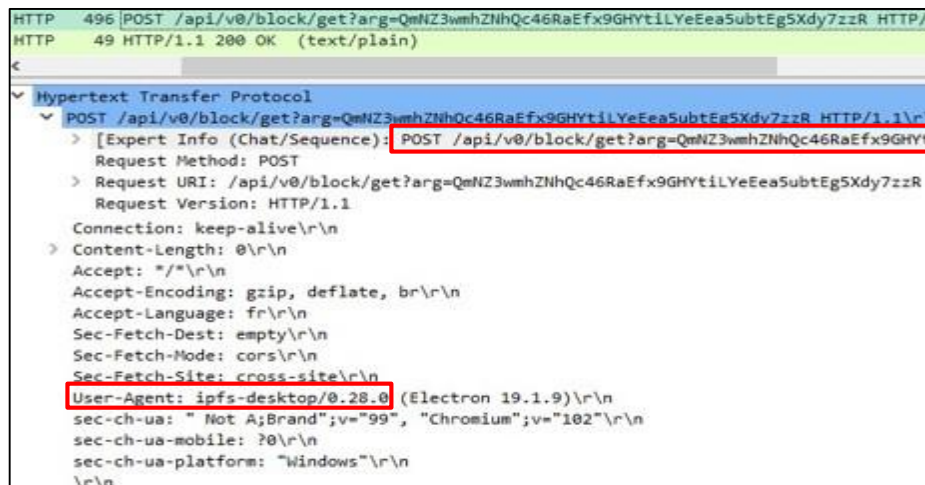 HTTP 496 POST /api/v0/block/get?arg=QmNZ3wmhZNhQc46RaEfx9GHYtiLYeEea5ubtEg5Xdy7zzR HTTP/
HTTP 49 HTTP/1.1 200 OK (text/plain)
<
Hypertext Transfer Protocol
POST /api/v0/block/get?arg=QmNZ3wmhZNhQc46RaEfx9GHYtiLYeEea5ubtEg5Xdy7zzR HTTP/1.1\r
[Expert Info (Chat/Sequence): POST /api/v0/block/get?arg=QmNZ3wmhZNhQc46RaEfx9GHYt
Request Method: POST
Request URI: /api/v0/block/get?arg=QmNZ3wmhZNhQc46RaEfx9GHYtiLYeEea5ubtEg5Xdy7zzR
Request Version: HTTP/1.1
Connection: keep-alive\r\n
Content-Length: 0\r\n
Accept: */*\r\n
Accept-Encoding: gzip, deflate, br\r\n
Accept-Language: fr\r\n
Sec-Fetch-Dest: empty\r\n
Sec-Fetch-Mode: cors\r\n
Sec-Fetch-Site: cross-site\r\n
User-Agent: ipfs-desktop/0.28.0 (Electron 19.1.9)\r\n
sec-ch-ua: " Not A;Brand";v="99", "Chromium";v="102"\r\n
sec-ch-ua-mobile: ?0\r\n
sec-ch-ua-platform: "Windows"\r\n
\r\n